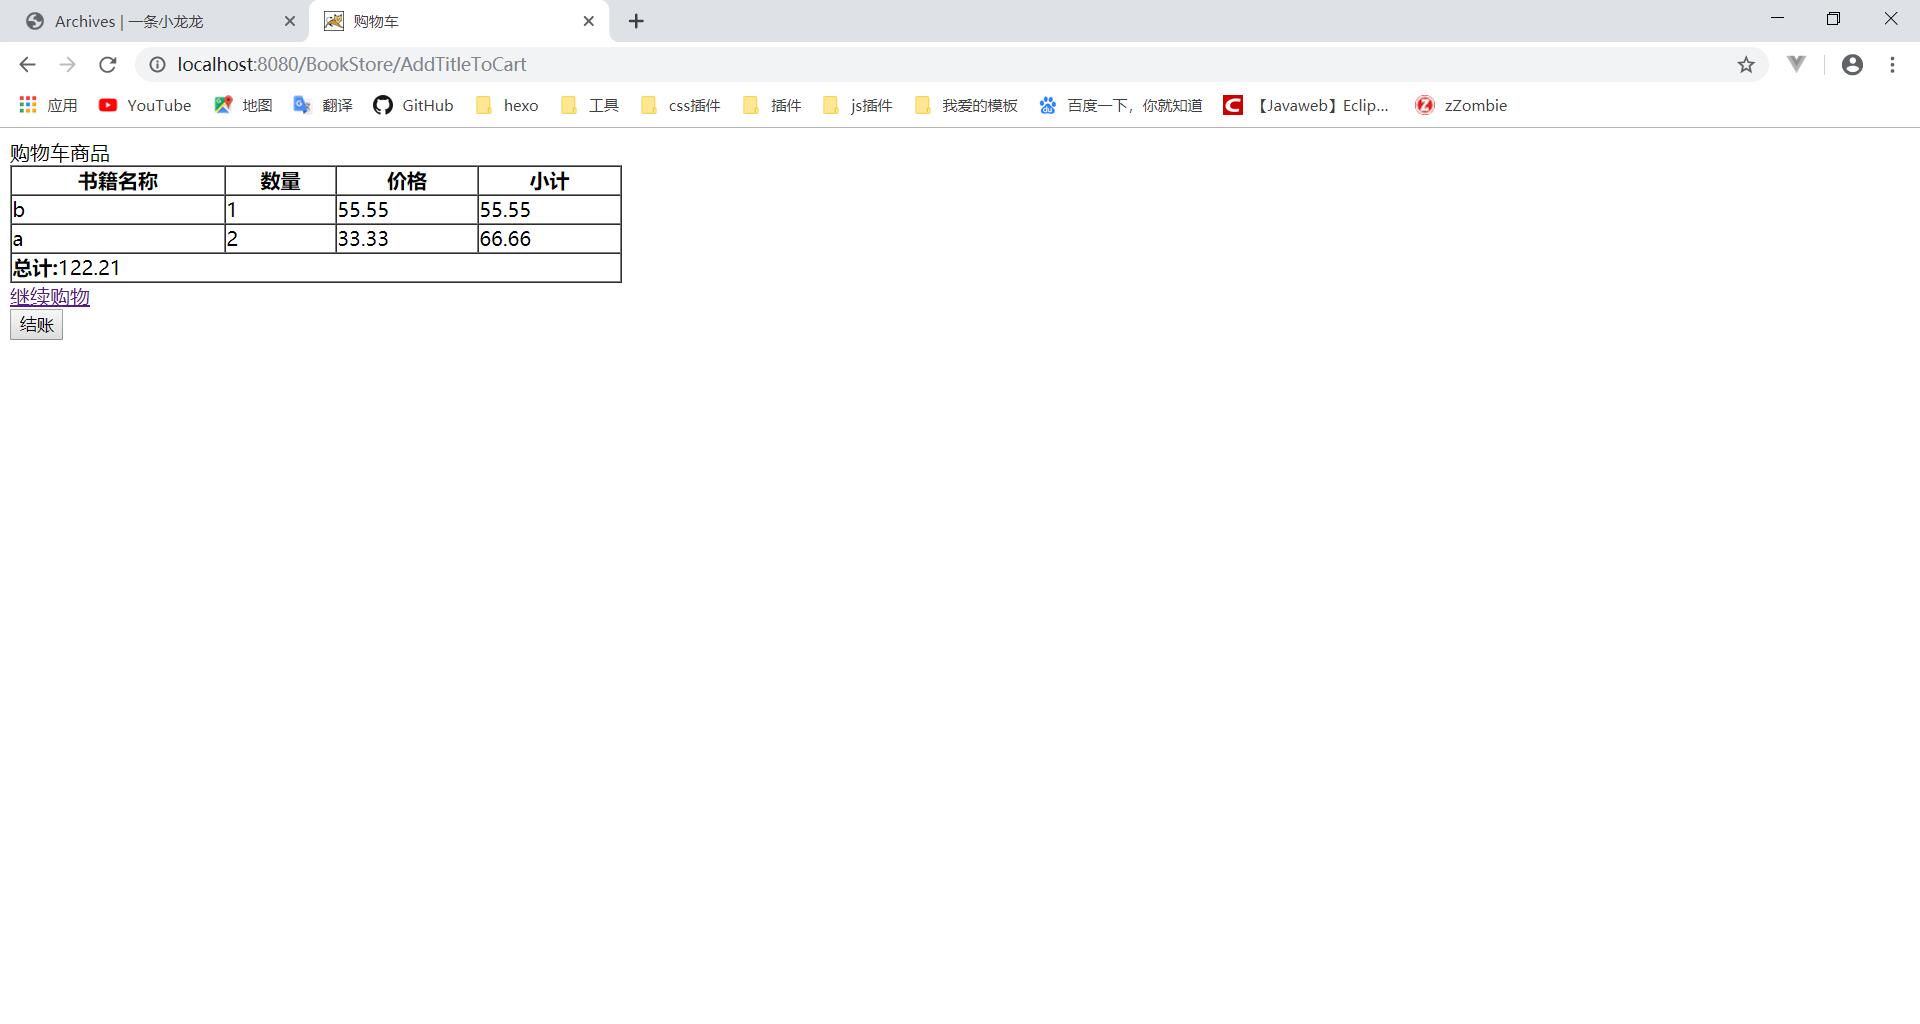 Archives | 一条小龙龙
购物车
localhost:8080/BookStore/AddTitleToCart
应用 YouTube 地图 翻译 GitHub hexo 工具 css插件 插件 js插件 我爱的模板 百度一下，你就知道 【Javaweb】Eclip... zZombie
购物车商品
书籍名称 数量 价格 小计
b 1 55.55 55.55
a 2 33.33 66.66
总计:122.21
继续购物
结账